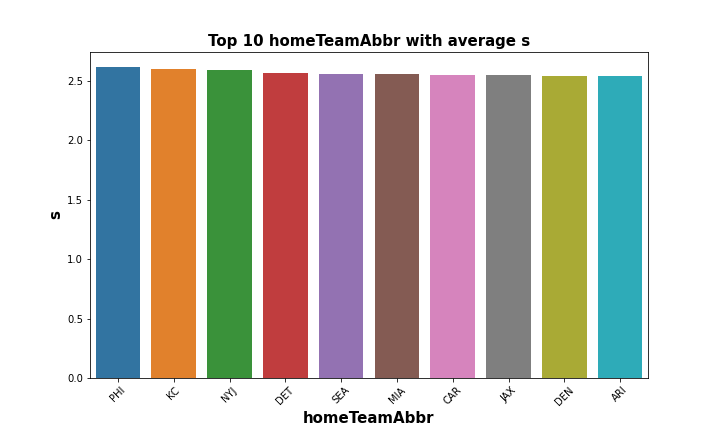 Top 10 homeTeamAbbr with average s
2.5
2.0
1.5
1.0
0.5
0.0
s
PHI
KC
NYJ
DET
SEA
MIA
CAR
JAX
DEN
ARI
homeTeamAbbr